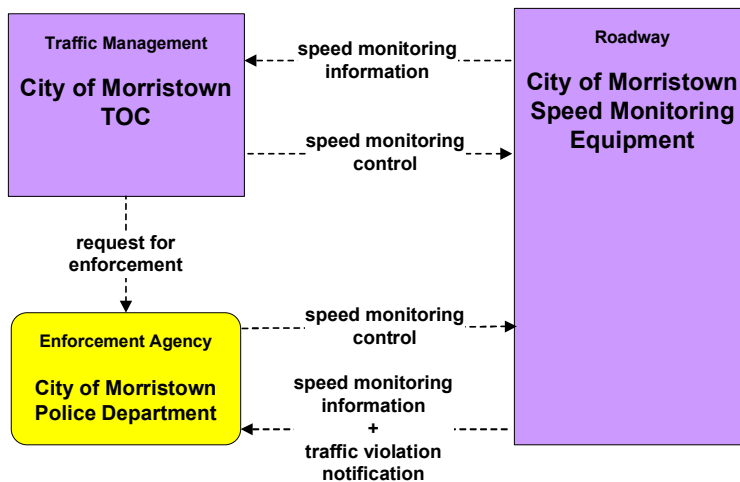 Traffic Management
City of Morristown
TOC
speed monitoring
information
Roadway
City of Morristown
Speed Monitoring
Equipment
speed monitoring
control
request for
enforcement
Enforcement Agency
City of Morristown
Police Department
speed monitoring
control
speed monitoring
information
+
traffic violation
notification